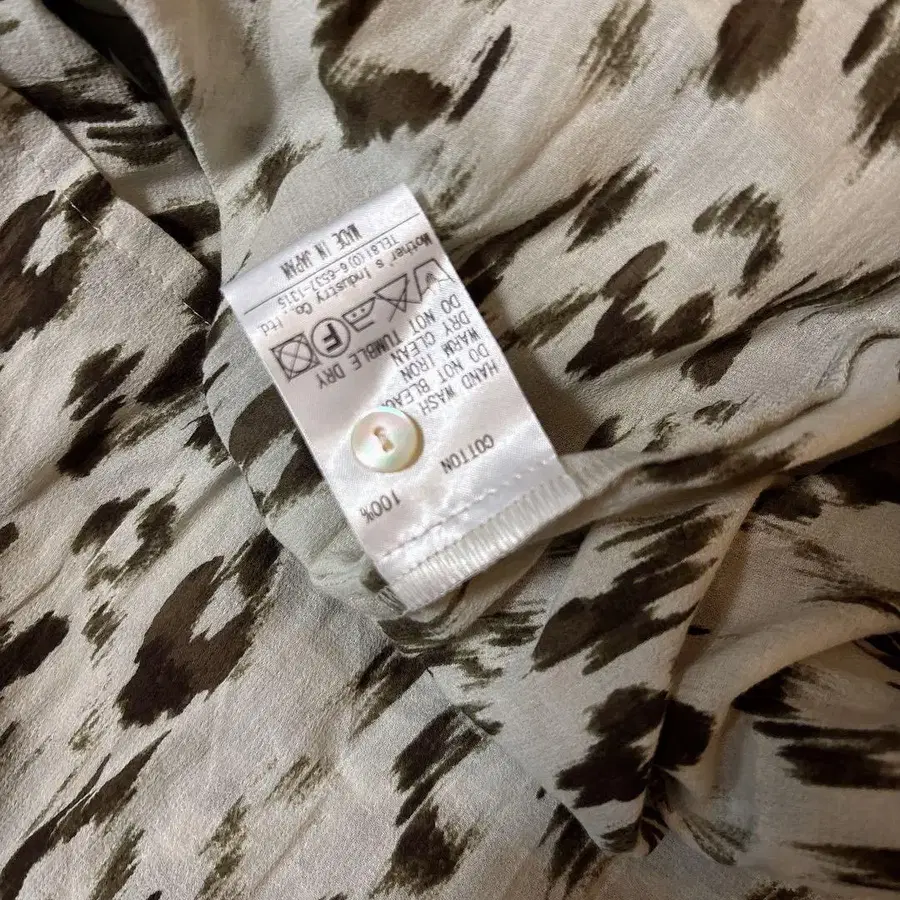 COTTON 100%
HAND WASH
DO NOT BLEAC
WARM IRON
DRY CLEAN
DO NOT TUMBLE DRY
F
Mother's Industry Co.,ltd.
TEL81(0)6-6537-1315
MADE IN JAPAN